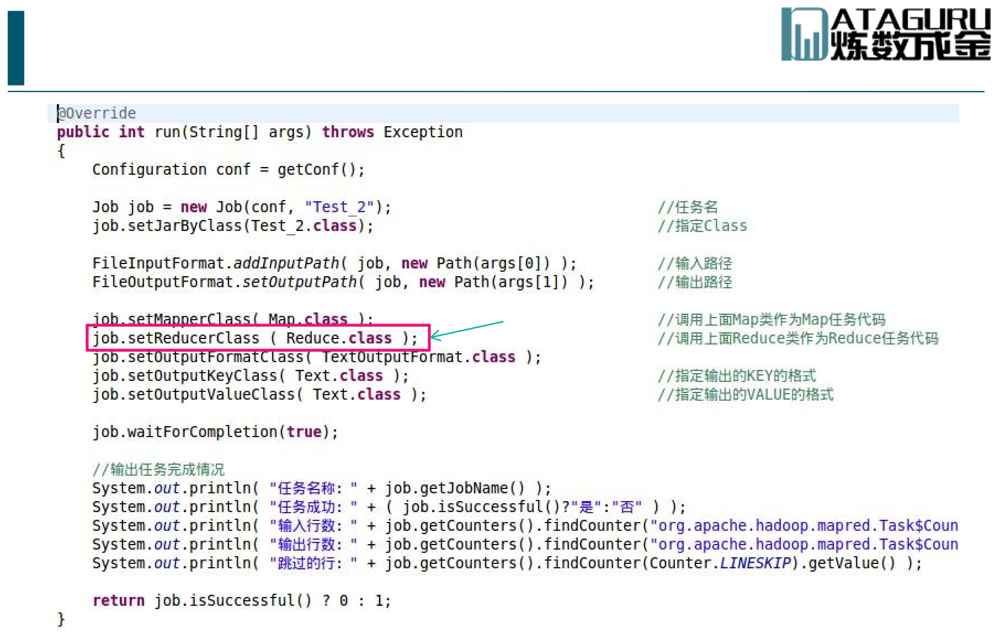 ATAGURU
炼数成金
@Override
public int run(String[] args) throws Exception
{
Configuration conf = getConf();
Job job = new Job(conf, "Test_2"); //任务名
job.setJarByClass(Test_2.class); //指定Class
FileInputFormat.addInputPath( job, new Path(args[0]) ); //输入路径
FileOutputFormat.setOutputPath( job, new Path(args[1]) ); //输出路径
job.setMapperClass( Map.class ); //调用上面Map类作为Map任务代码
job.setReducerClass ( Reduce.class ); //调用上面Reduce类作为Reduce任务代码
job.setOutputFormatClass( TextOutputFormat.class );
job.setOutputKeyClass( Text.class ); //指定输出的KEY的格式
job.setOutputValueClass( Text.class ); //指定输出的VALUE的格式
job.waitForCompletion(true);
//输出任务完成情况
System.out.println( "任务名称: " + job.getJobName() );
System.out.println( "任务成功: " + ( job.isSuccessful()?"是":"否" ) );
System.out.println( "输入行数: " + job.getCounters().findCounter("org.apache.hadoop.mapred.Task$Coun
System.out.println( "输出行数: " + job.getCounters().findCounter("org.apache.hadoop.mapred.Task$Coun
System.out.println( "跳过的行: " + job.getCounters().findCounter(Counter.LINESKIP).getValue() );
return job.isSuccessful() ? 0 : 1;
}